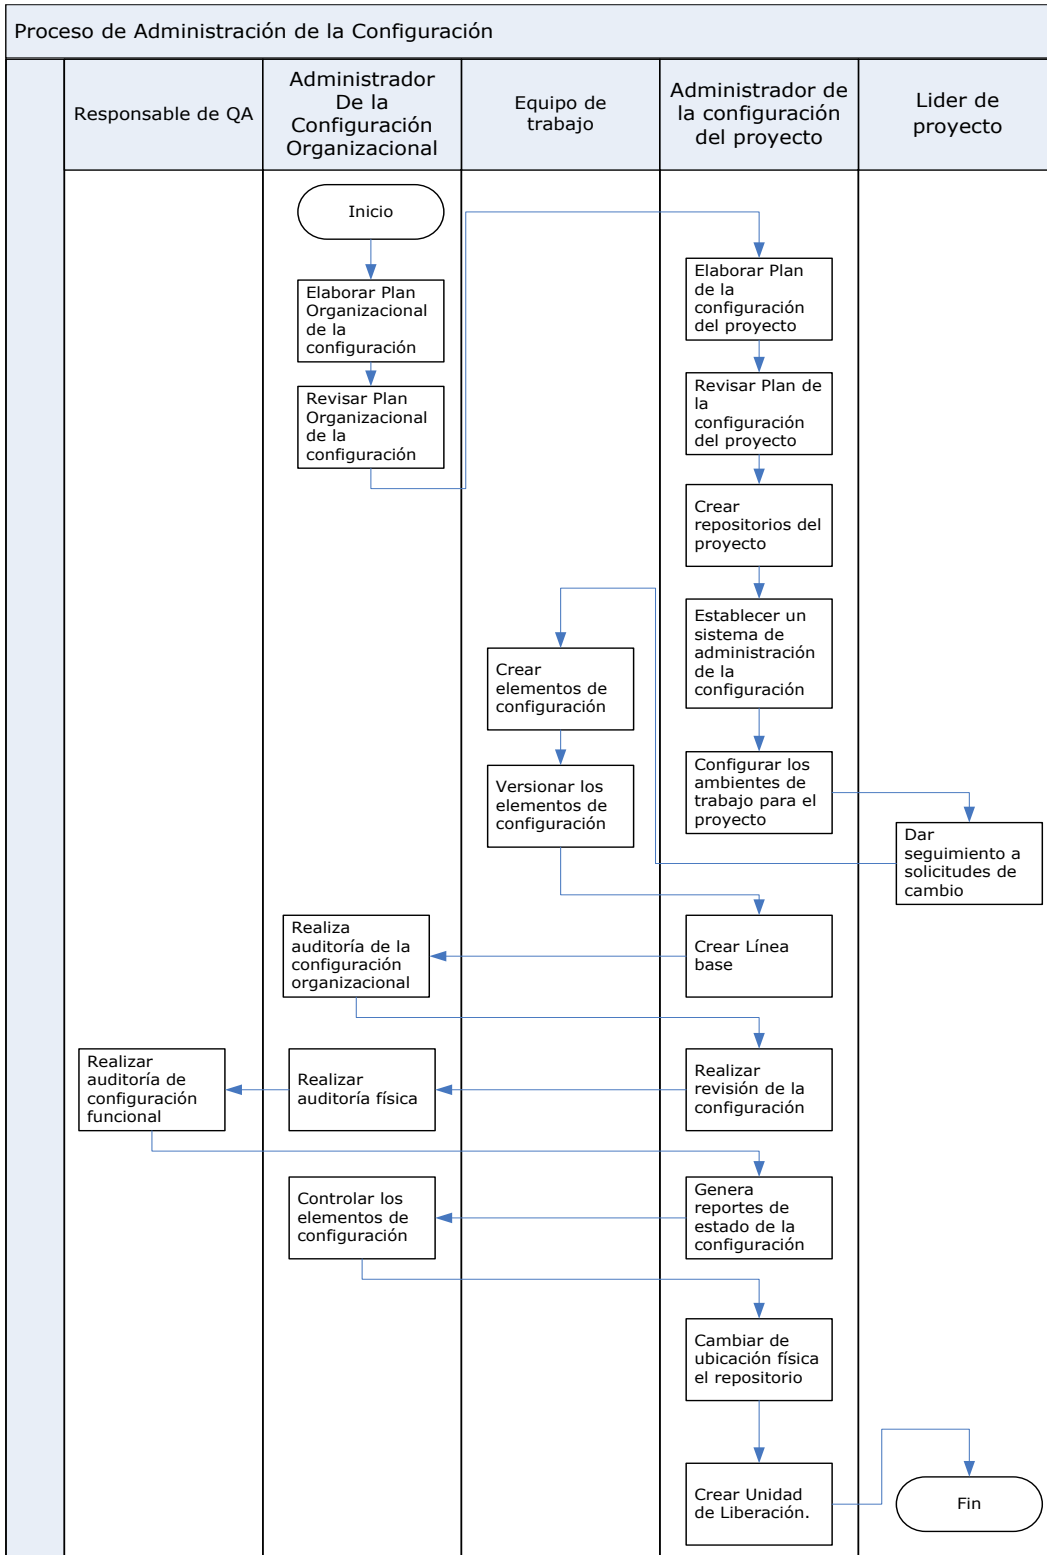 Proceso de Administración de la Configuración
Responsable de QA
Administrador
De la
Configuración
Organizacional
Equipo de
trabajo
Administrador de
la configuración
del proyecto
Lider de
proyecto
Inicio
Elaborar Plan
Organizacional
de la
configuración
Revisar Plan
Organizacional
de la
configuración
Elaborar Plan
de la
configuración
del proyecto
Revisar Plan de
la
configuración
del proyecto
Crear
repositorios del
proyecto
Establecer un
sistema de
administración
de la
configuración
Configurar los
ambientes de
trabajo para el
proyecto
Dar
seguimiento a
solicitudes de
cambio
Crear
elementos de
configuración
Versionar los
elementos de
configuración
Crear Línea
base
Realiza
auditoría de la
configuración
organizacional
Realizar
revisión de la
configuración
Realizar
auditoría física
Realizar
auditoría de
configuración
funcional
Genera
reportes de
estado de la
configuración
Controlar los
elementos de
configuración
Cambiar de
ubicación física
el repositorio
Crear Unidad
de Liberación.
Fin